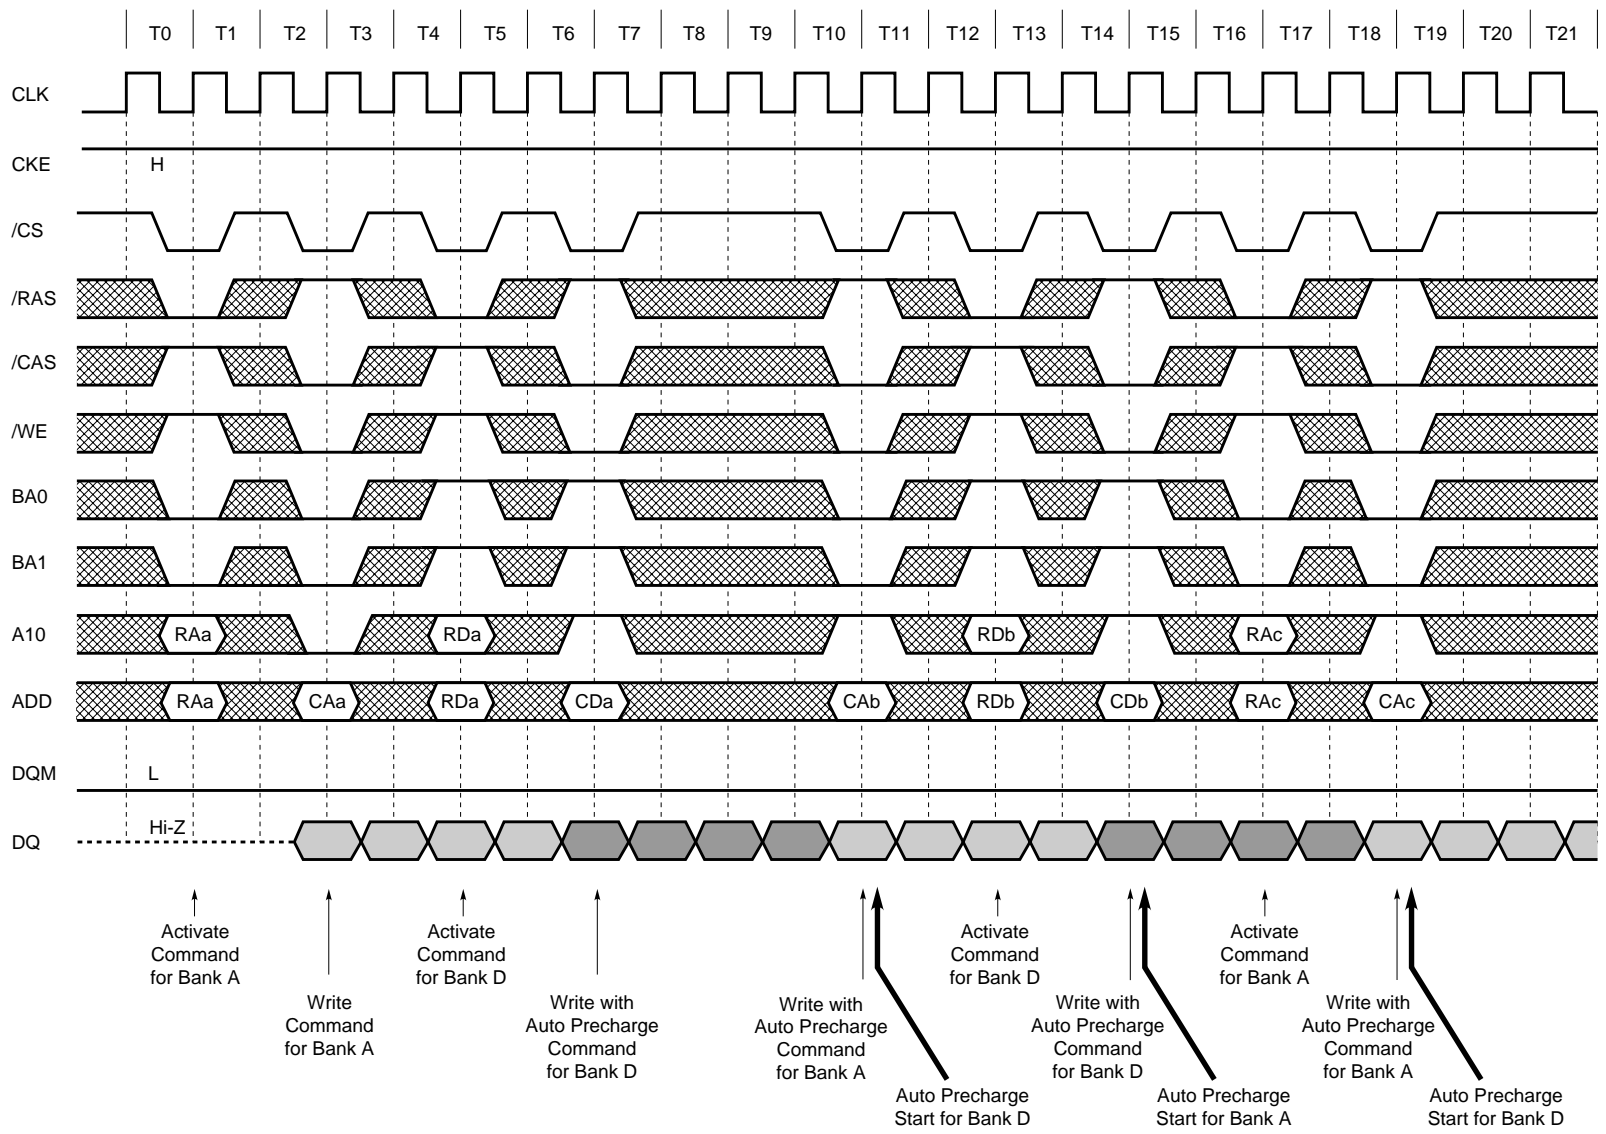 T0 T1 T2 T3 T4 T5 T6 T7 T8 T9 T10 T11 T12 T13 T14 T15 T16 T17 T18 T19 T20 T21
CLK
CKE H
/CS
/RAS
/CAS
/WE
BA0
BA1
A10 RAa RDa RDb RAc
ADD RAa CAa RDa CDa CAb RDb CDb RAc CAc
DQM L
DQ Hi-Z
Activate
Command
for Bank A
Write
Command
for Bank A
Activate
Command
for Bank D
Write with
Auto Precharge
Command
for Bank D
Write with
Auto Precharge
Command
for Bank A
Auto Precharge
Start for Bank D
Activate
Command
for Bank D
Write with
Auto Precharge
Command
for Bank D
Auto Precharge
Start for Bank A
Activate
Command
for Bank A
Write with
Auto Precharge
Command
for Bank A
Auto Precharge
Start for Bank D